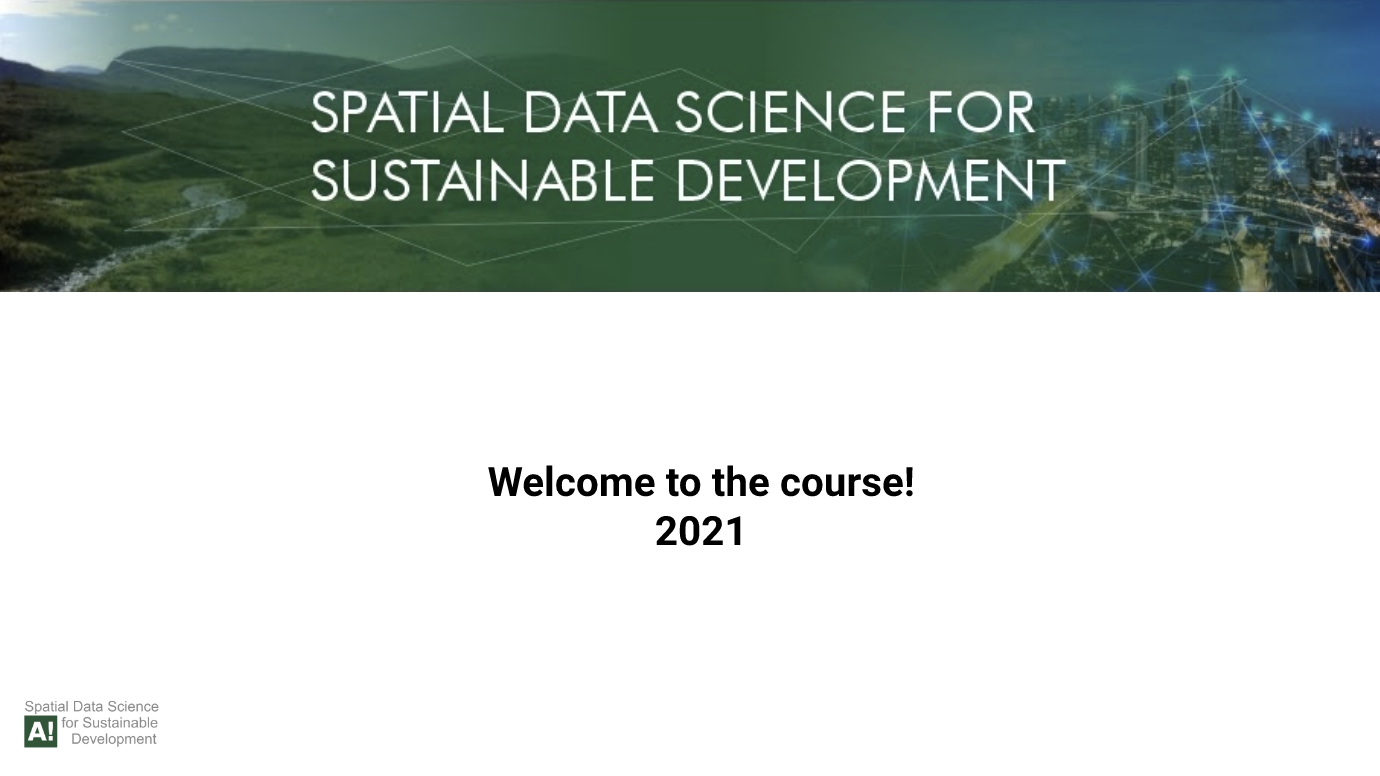 SPATIAL DATA SCIENCE FOR
SUSTAINABLE DEVELOPMENT
Welcome to the course!
2021
Spatial Data Science
A! for Sustainable
Development